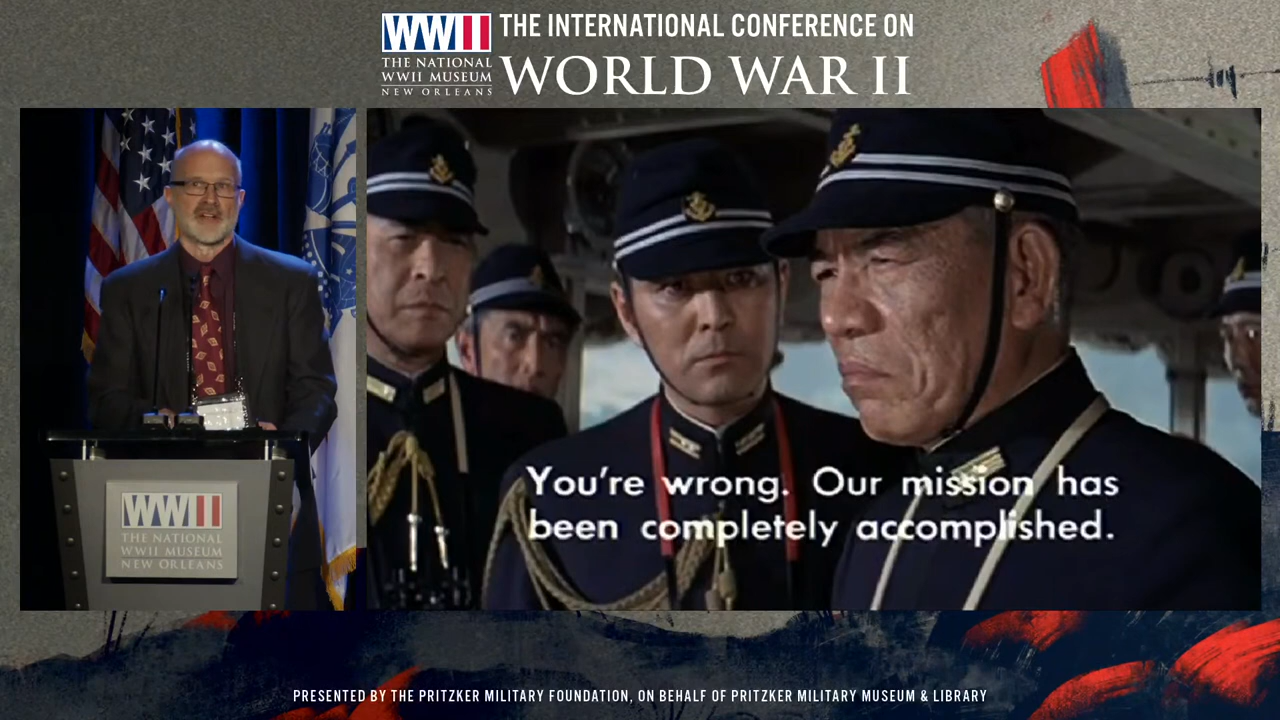 WWII
THE NATIONAL
WWII MUSEUM
NEW ORLEANS
THE INTERNATIONAL CONFERENCE ON
WORLD WAR II
You're wrong. Our mission has
been completely accomplished.
WWII
THE NATIONAL
WWII MUSEUM
NEW ORLEANS
PRESENTED BY THE PRITZKER MILITARY FOUNDATION, ON BEHALF OF PRITZKER MILITARY MUSEUM & LIBRARY